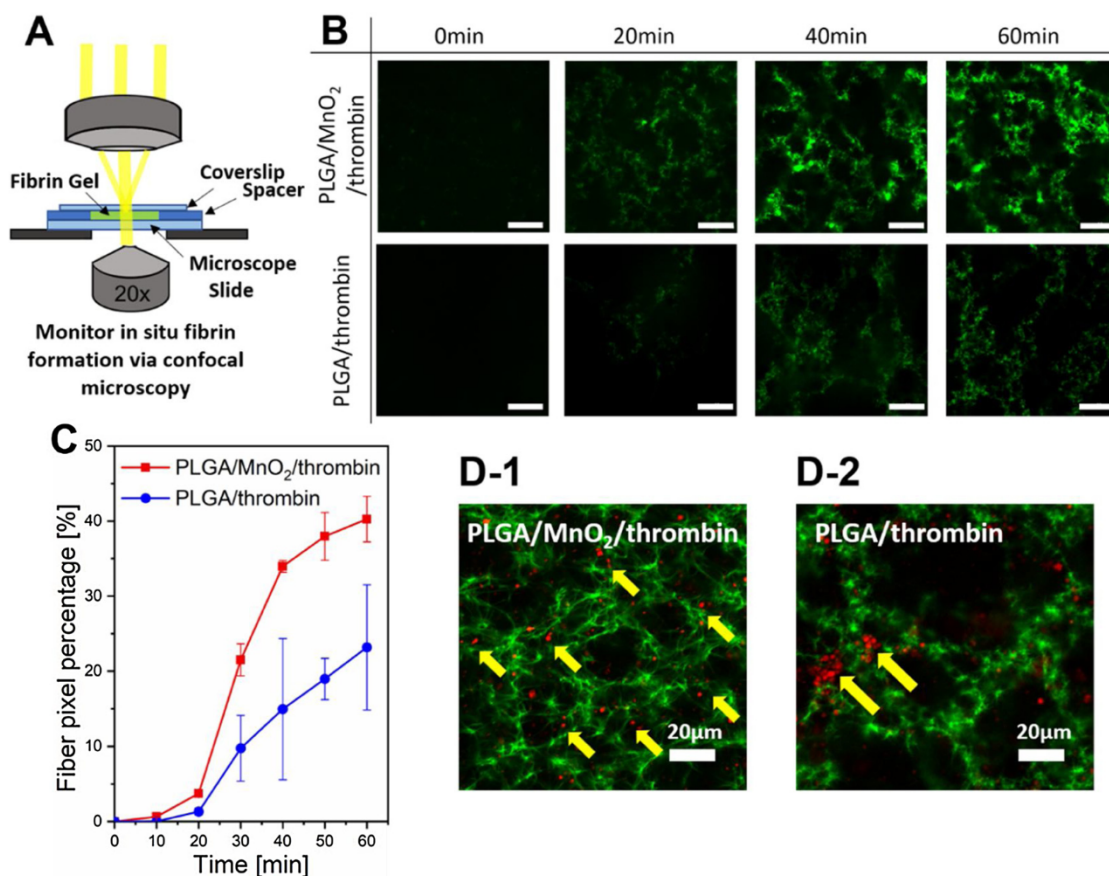 A
Coverslip
Spacer
Fibrin Gel
Microscope
Slide
20x
Monitor in situ fibrin
formation via confocal
microscopy
B
0min 20min 40min 60min
PLGA/MnO₂
/thrombin
PLGA/thrombin
C
50
40
30
20
10
0
Fiber pixel percentage [%]
PLGA/MnO₂/thrombin
PLGA/thrombin
0 10 20 30 40 50 60
Time [min]
D-1
PLGA/MnO₂/thrombin
20μm
D-2
PLGA/thrombin
20μm